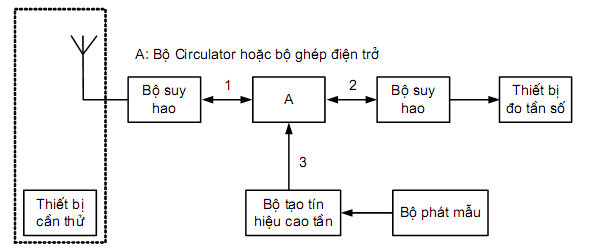 A: Bộ Circulator hoặc bộ ghép điện trở
Bộ suy
hao
1
A
2
Bộ suy
hao
Thiết bị
đo tần số
3
Thiết bị
cần thử
Bộ tạo tín
hiệu cao tần
Bộ phát mẫu